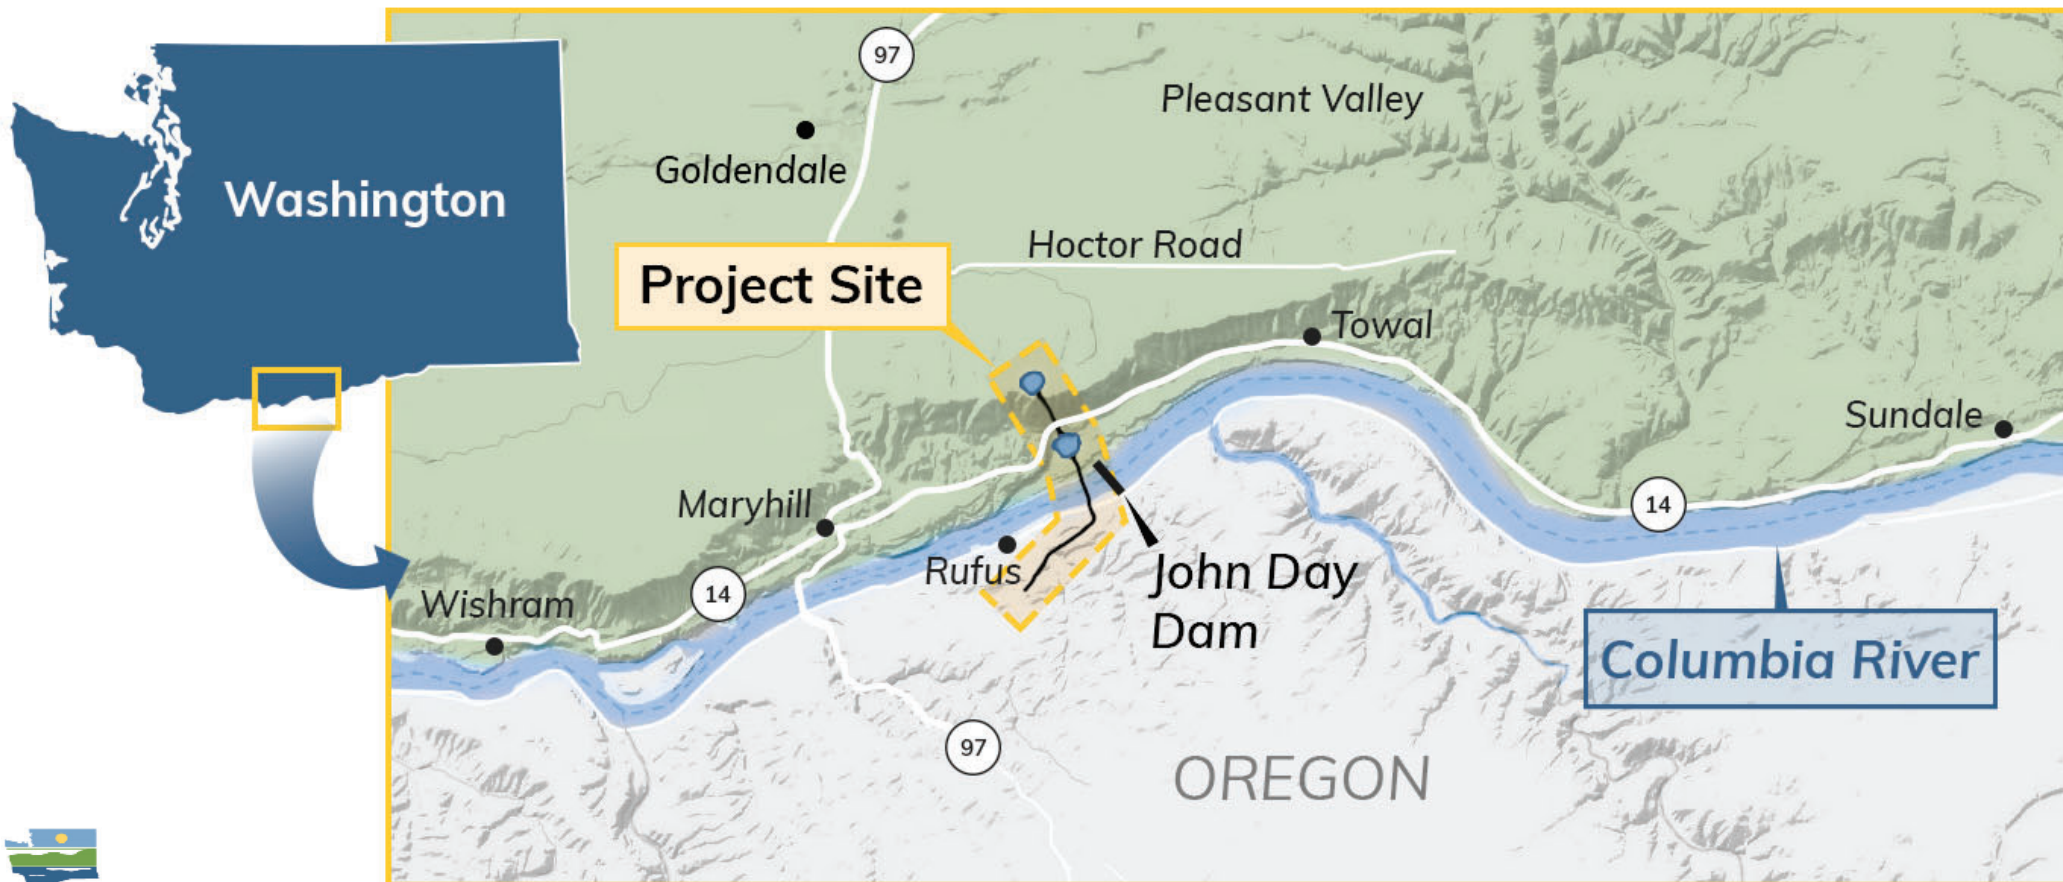 97
Pleasant Valley
Goldendale
Washington
Hoctor Road
Project Site
Towal
Sundale
Maryhill
14
Rufus
John Day
Dam
14
Wishram
Columbia River
97
OREGON